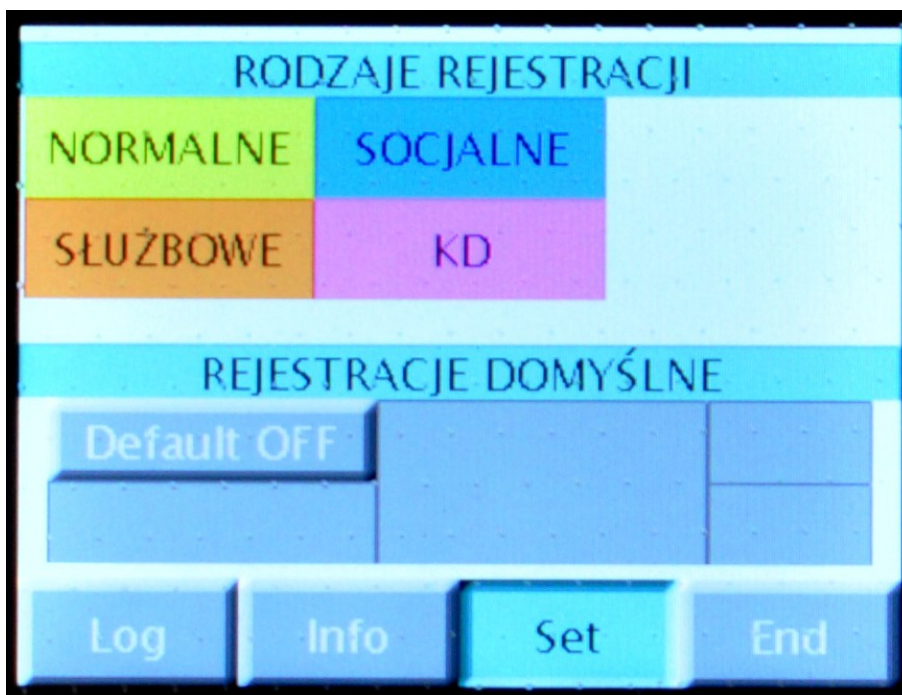 RODZAJE REJESTRACJI
NORMALNE SOCJALNE
SŁUŻBOWE KD
REJESTRACJE DOMYŚLNE
Default OFF
Log Info Set End